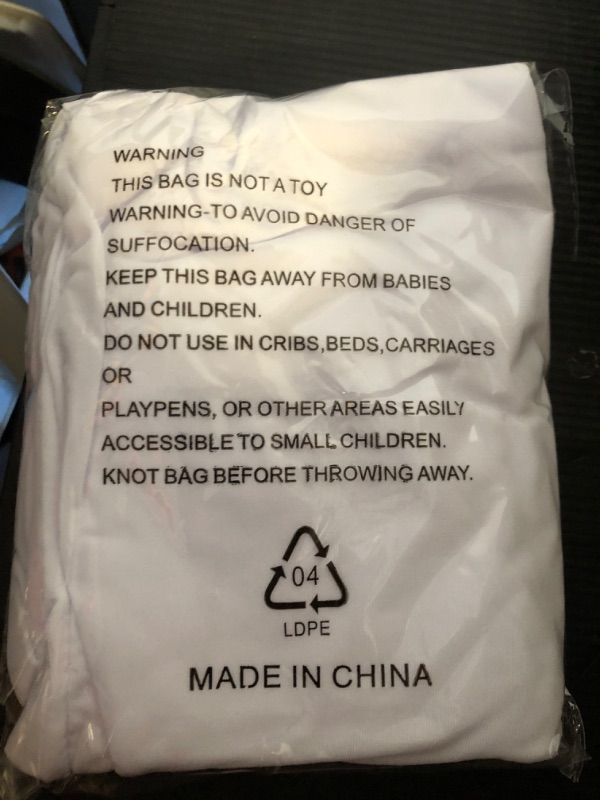 WARNING
THIS BAG IS NOT A TOY
WARNING-TO AVOID DANGER OF
SUFFOCATION.
KEEP THIS BAG AWAY FROM BABIES
AND CHILDREN.
DO NOT USE IN CRIBS,BEDS,CARRIAGES
OR
PLAYPENS, OR OTHER AREAS EASILY
ACCESSIBLE TO SMALL CHILDREN.
KNOT BAG BEFORE THROWING AWAY.
04
LDPE
MADE IN CHINA